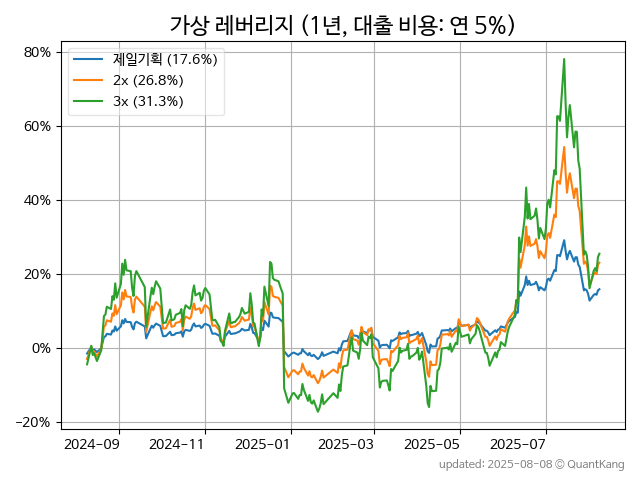 가상 레버리지 (1년, 대출 비용: 연 5%)
80%
60%
40%
20%
0%
−20%
제일기획 (17.6%)
2x (26.8%)
3x (31.3%)
2024-09
2024-11
2025-01
2025-03
2025-05
2025-07
updated: 2025-08-08 © QuantKang